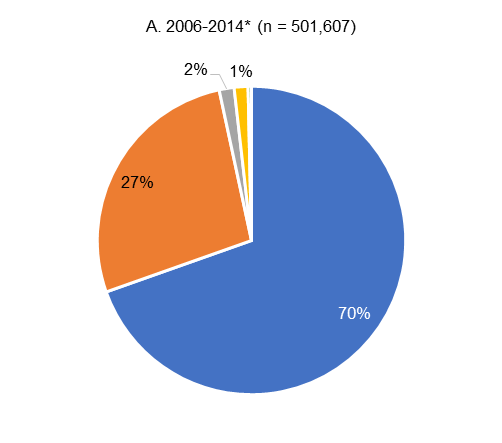 A. 2006-2014* (n = 501,607)
2%
1%
27%
70%